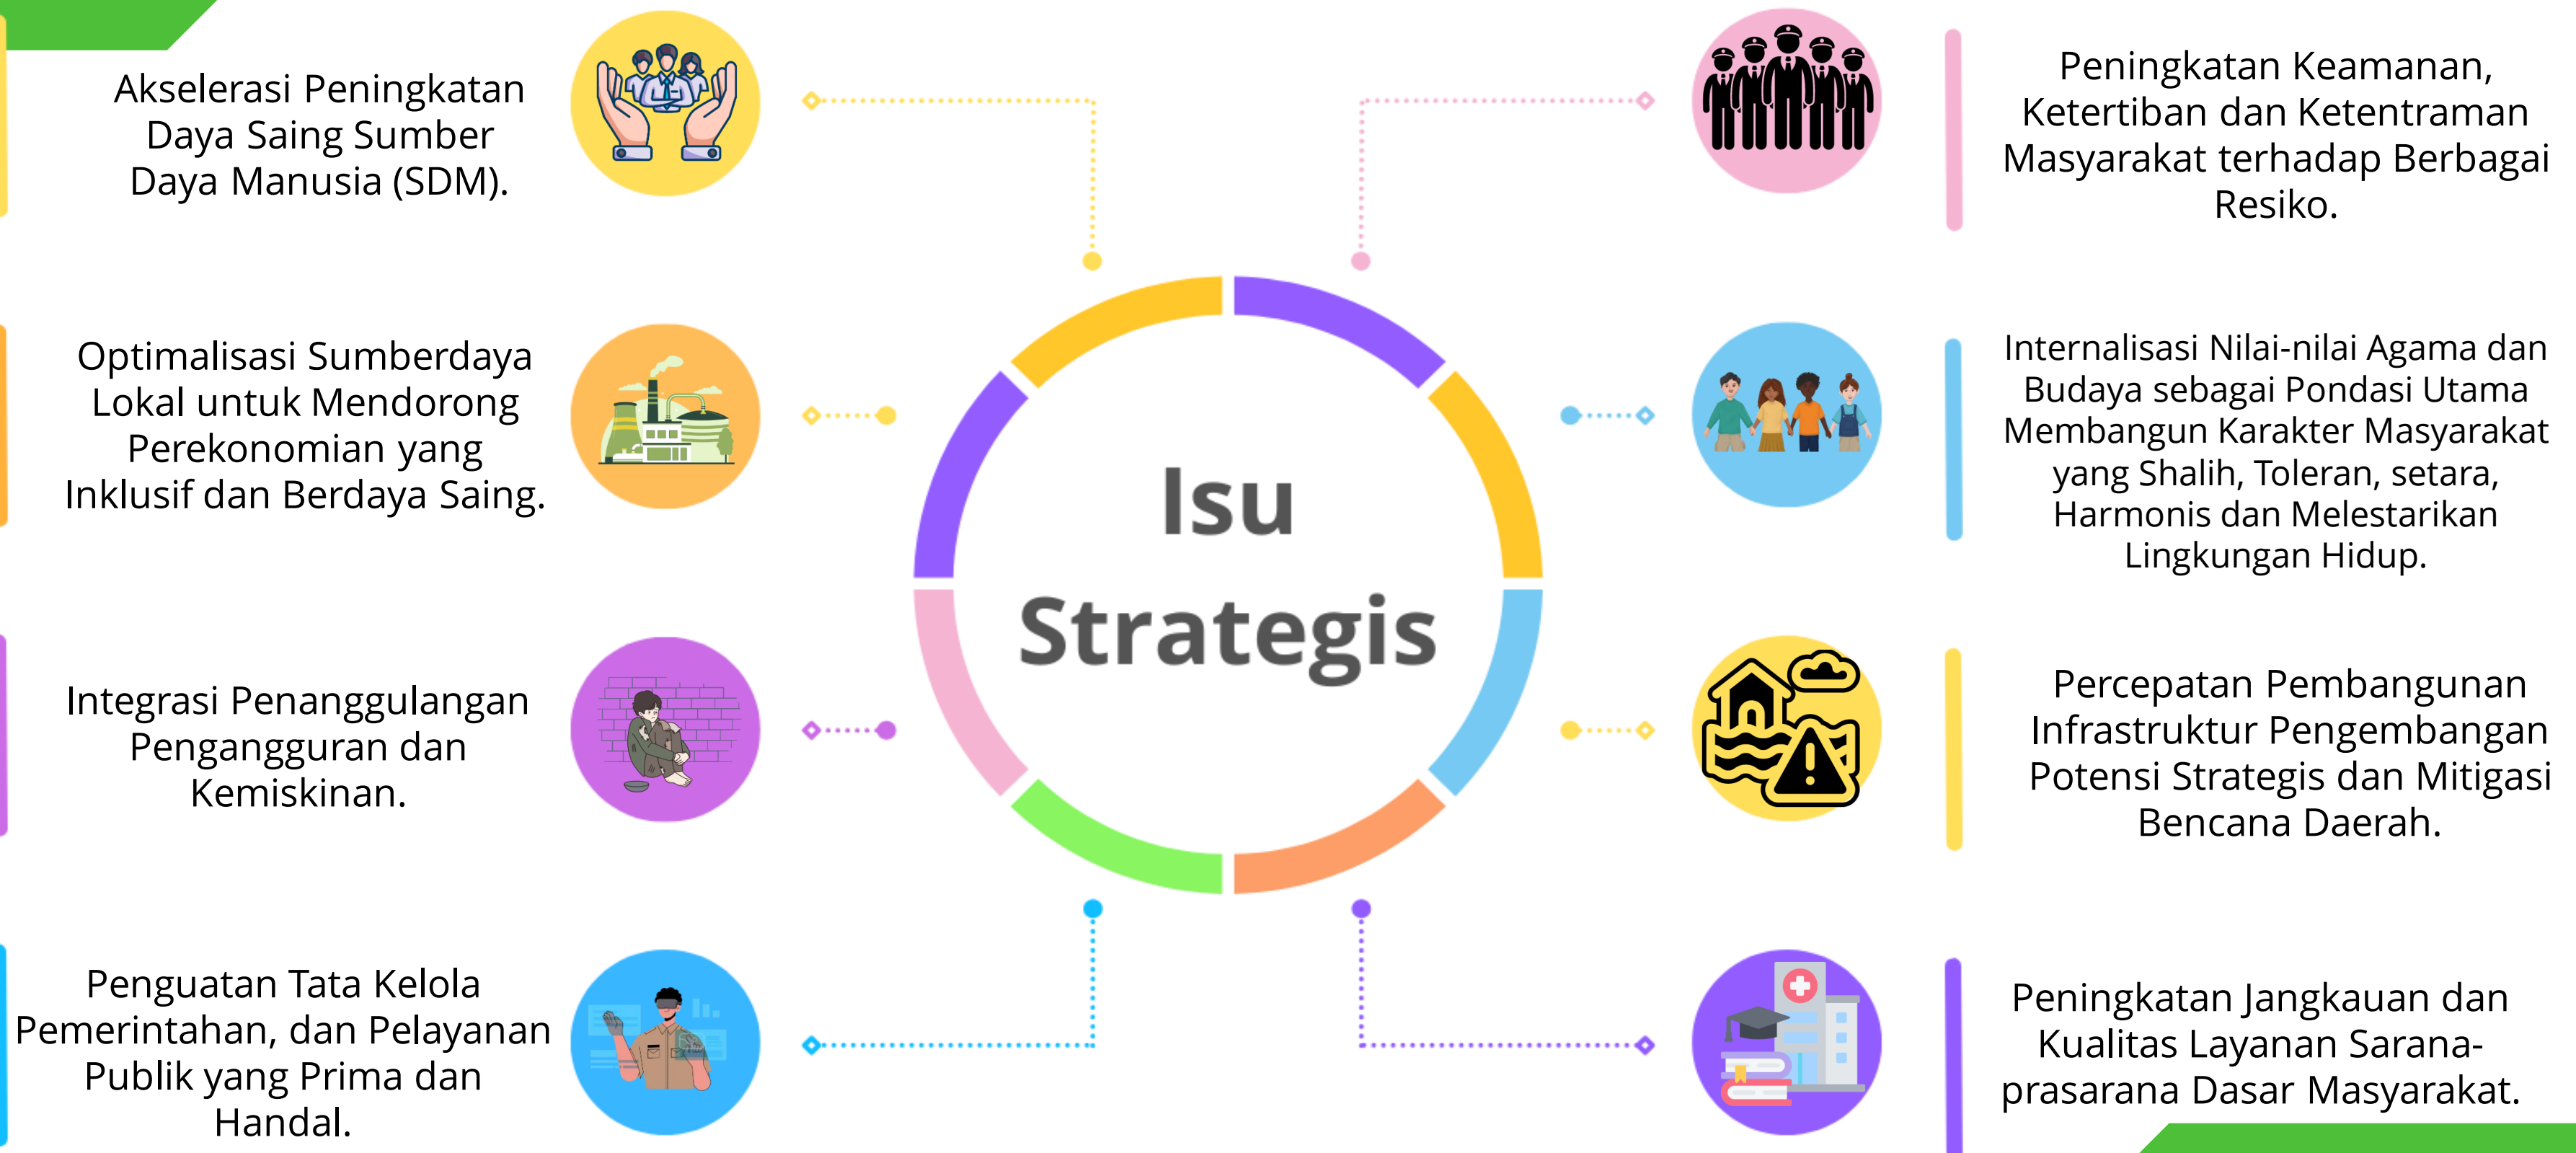 Akselerasi Peningkatan
Daya Saing Sumber
Daya Manusia (SDM).
Optimalisasi Sumberdaya
Lokal untuk Mendorong
Perekonomian yang
Inklusif dan Berdaya Saing.
Integrasi Penanggulangan
Pengangguran dan
Kemiskinan.
Penguatan Tata Kelola
Pemerintahan, dan Pelayanan
Publik yang Prima dan
Handal.
Isu
Strategis
Peningkatan Keamanan,
Ketertiban dan Ketentraman
Masyarakat terhadap Berbagai
Resiko.
Internalisasi Nilai-nilai Agama dan
Budaya sebagai Pondasi Utama
Membangun Karakter Masyarakat
yang Shalih, Toleran, setara,
Harmonis dan Melestarikan
Lingkungan Hidup.
Percepatan Pembangunan
Infrastruktur Pengembangan
Potensi Strategis dan Mitigasi
Bencana Daerah.
Peningkatan Jangkauan dan
Kualitas Layanan Sarana-
prasarana Dasar Masyarakat.